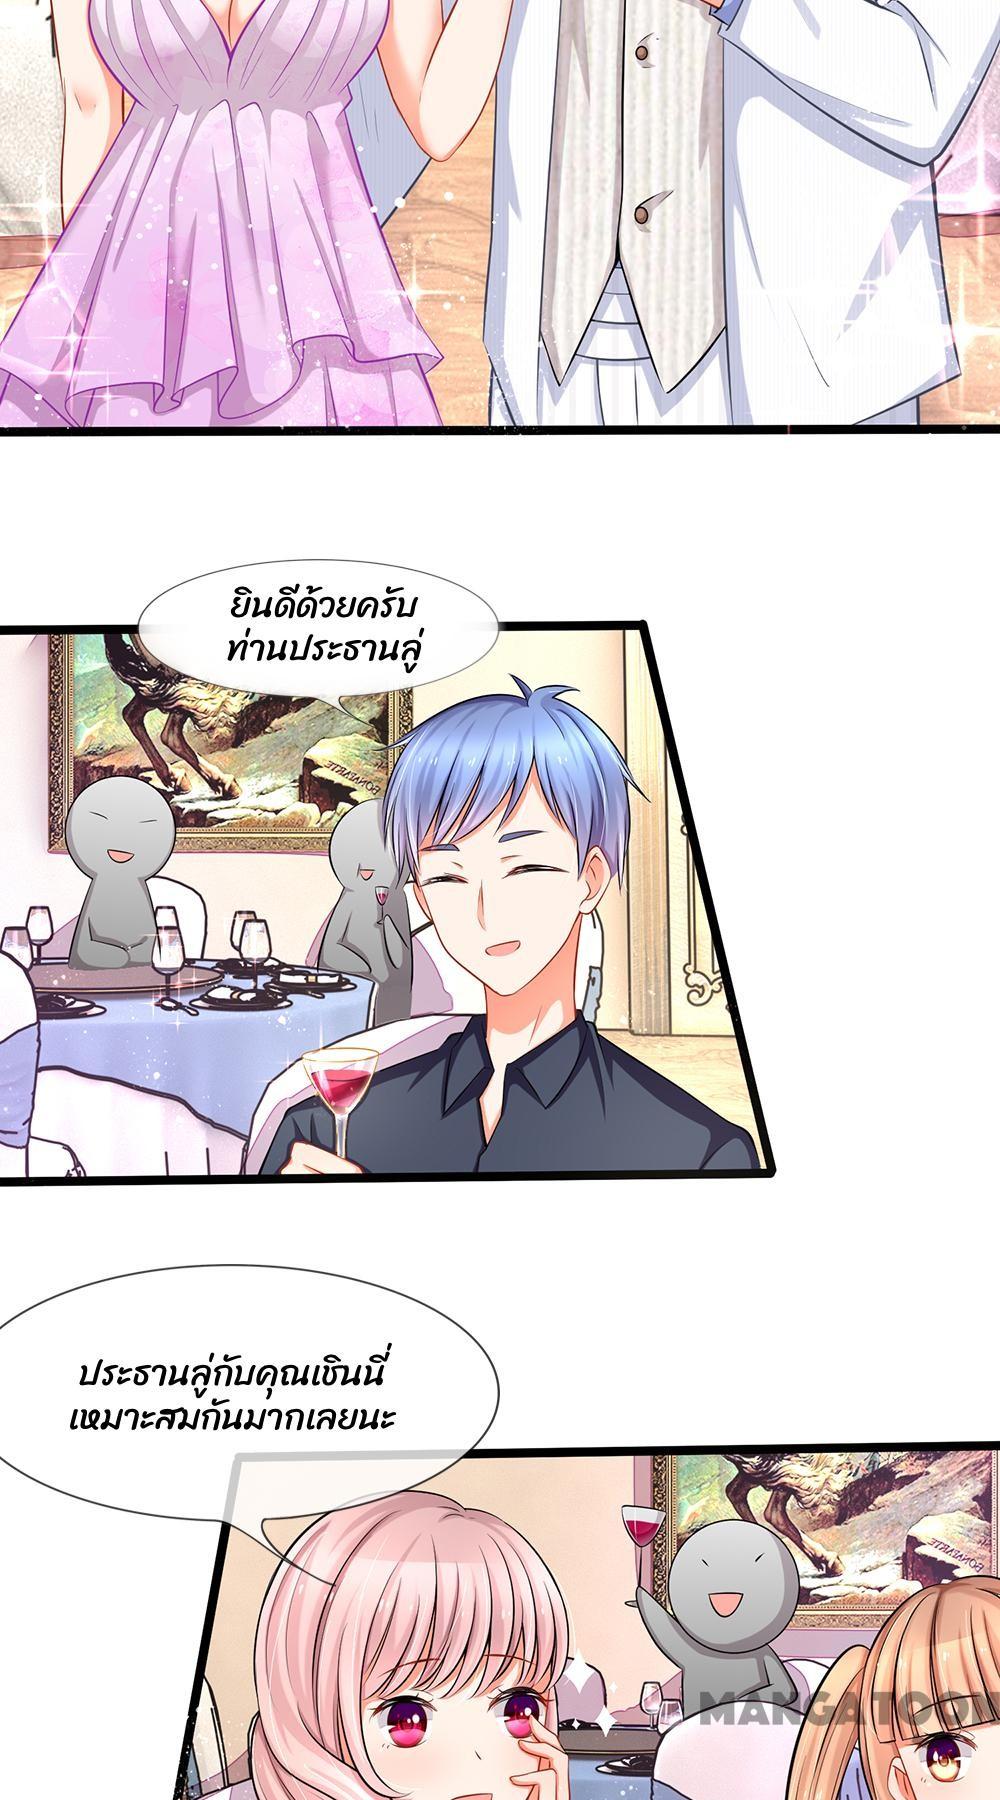 ยินดีด้วยครับ
ท่านประธานลู่
BONAPARTE
ประธานลู่กับคุณเชินนี่
เหมาะสมกันมากเลยนะ
BONAPARTE
MANGATOON